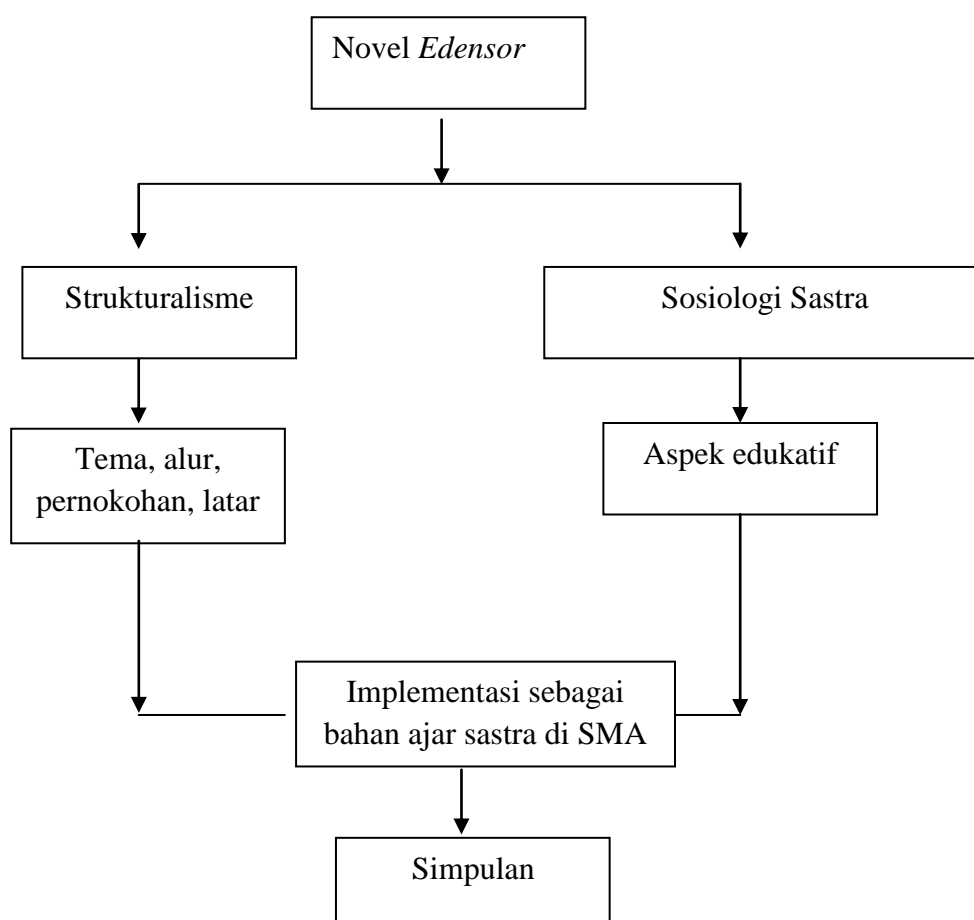 Novel Edensor
Strukturalisme
Sosiologi Sastra
Tema, alur,
pernokohan, latar
Aspek edukatif
Implementasi sebagai
bahan ajar sastra di SMA
Simpulan